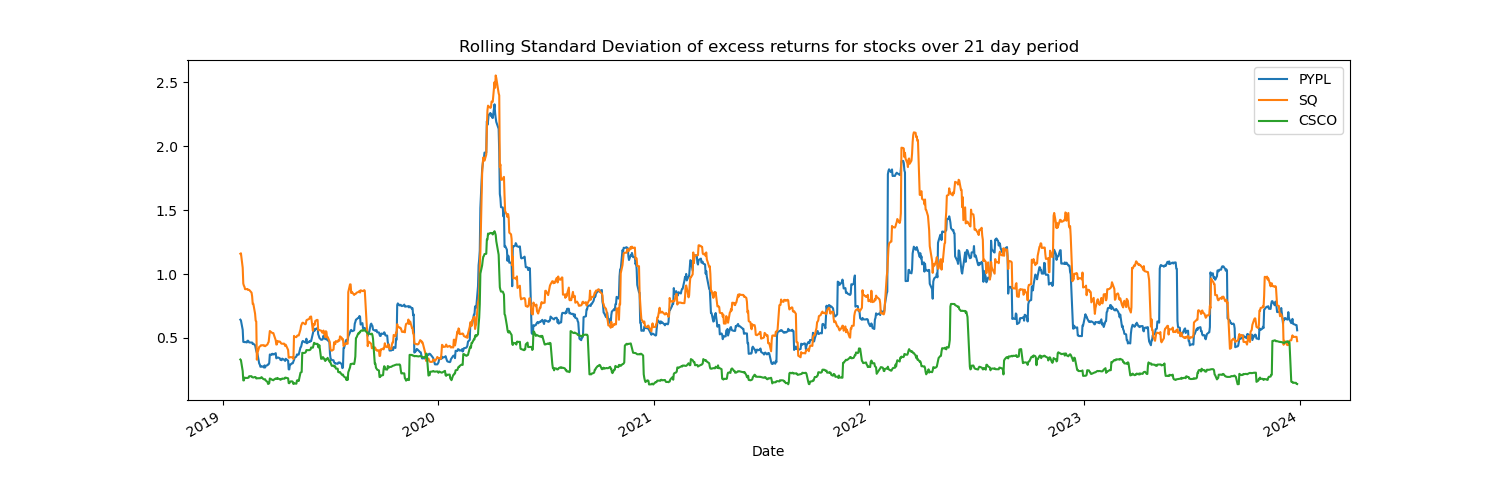 Rolling Standard Deviation of excess returns for stocks over 21 day period
PYPL
SQ
CSCO
2.5
2.0
1.5
1.0
0.5
2019
2020
2021
2022
2023
2024
Date